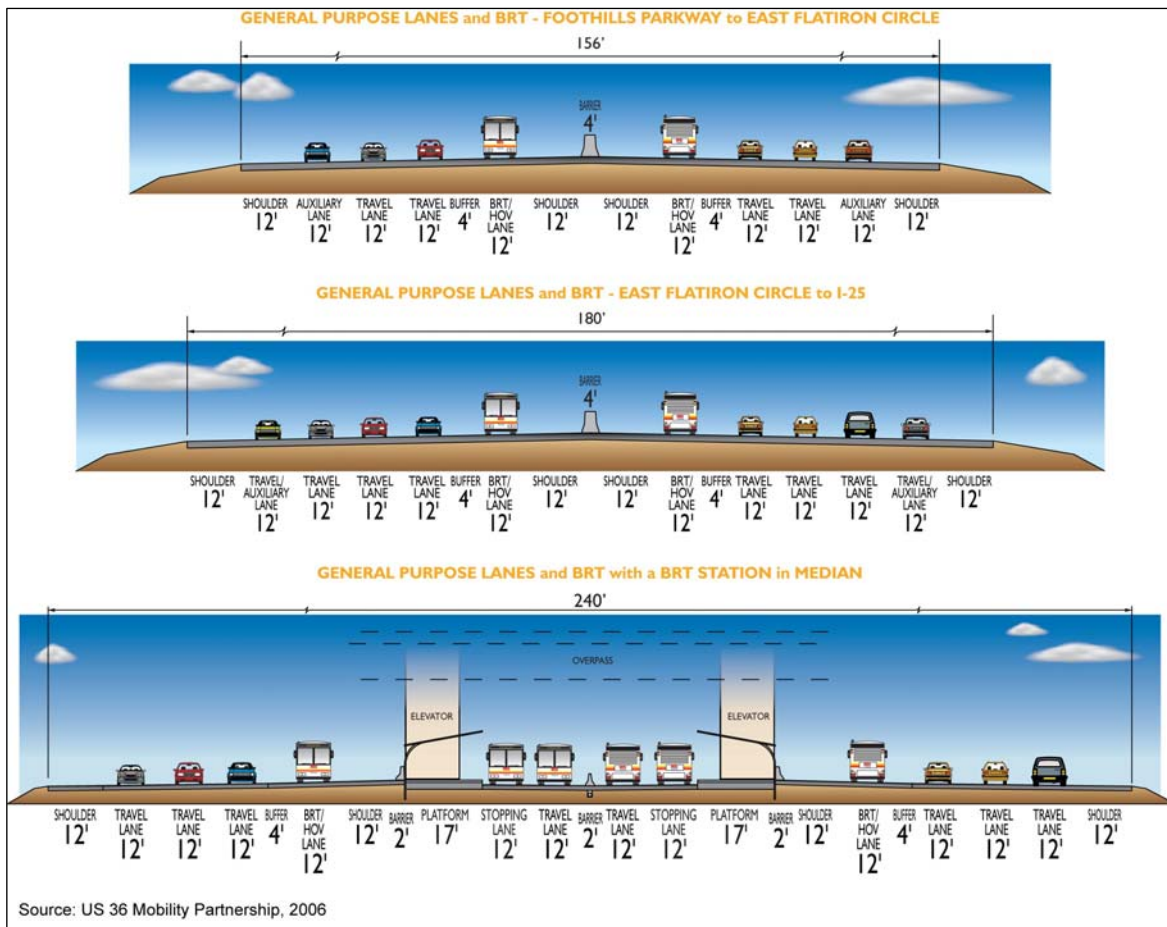 GENERAL PURPOSE LANES and BRT - FOOTHILLS PARKWAY to EAST FLATIRON CIRCLE
156'
BARRIER
4'
SHOULDER 12' AUXILIARY LANE 12' TRAVEL LANE 12' TRAVEL LANE 12' BUFFER 4' BRT/ HOV LANE 12' SHOULDER 12' SHOULDER 12' BRT/ HOV LANE 12' BUFFER 4' TRAVEL LANE 12' TRAVEL LANE 12' AUXILIARY LANE 12' SHOULDER 12'
GENERAL PURPOSE LANES and BRT - EAST FLATIRON CIRCLE to I-25
180'
BARRIER
4'
SHOULDER 12' TRAVEL/ AUXILIARY LANE 12' TRAVEL LANE 12' TRAVEL LANE 12' TRAVEL LANE 12' BUFFER 4' BRT/ HOV LANE 12' SHOULDER 12' SHOULDER 12' BRT/ HOV LANE 12' BUFFER 4' TRAVEL LANE 12' TRAVEL LANE 12' TRAVEL LANE 12' TRAVEL/ AUXILIARY LANE 12' SHOULDER 12'
GENERAL PURPOSE LANES and BRT with a BRT STATION in MEDIAN
240'
OVERPASS
ELEVATOR ELEVATOR
SHOULDER 12' TRAVEL LANE 12' TRAVEL LANE 12' TRAVEL LANE 12' BUFFER 4' BRT/ HOV LANE 12' SHOULDER 12' BARRIER 2' PLATFORM 17' STOPPING LANE 12' TRAVEL LANE 12' BARRIER 2' TRAVEL LANE 12' STOPPING LANE 12' PLATFORM 17' BARRIER 2' SHOULDER 12' BRT/ HOV LANE 12' BUFFER 4' TRAVEL LANE 12' TRAVEL LANE 12' TRAVEL LANE 12' SHOULDER 12'
Source: US 36 Mobility Partnership, 2006